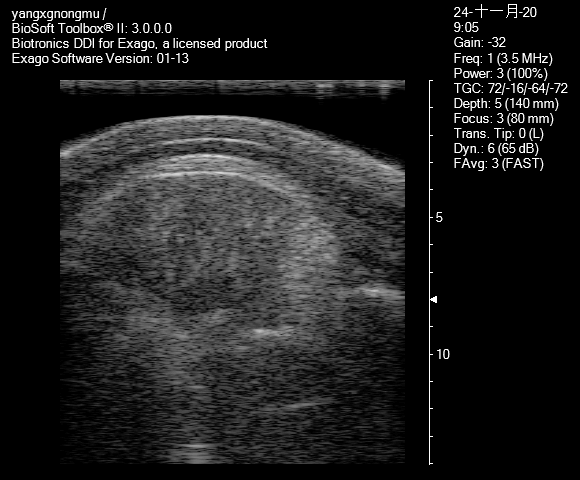 yangxgnongmu /
BioSoft Toolbox® II: 3.0.0.0
Biotronics DDI for Exago, a licensed product
Exago Software Version: 01-13
24-十一月-20
9:05
Gain: -32
Freq: 1 (3.5 MHz)
Power: 3 (100%)
TGC: 72/-16/-64/-72
Depth: 5 (140 mm)
Focus: 3 (80 mm)
Trans. Tip: 0 (L)
Dyn.: 6 (65 dB)
FAvg: 3 (FAST)
5
10